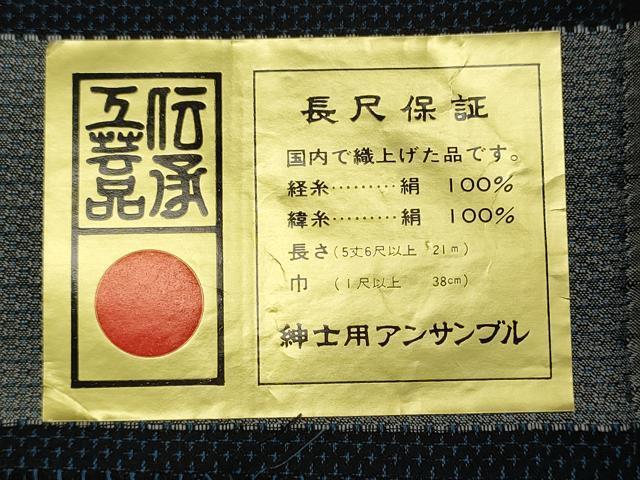 伝承
工芸品
長尺保証
国内で織上げた品です。
経糸………絹 100%
緯糸………絹 100%
長さ(5丈6尺以上 21m)
巾 (1尺以上 38cm)
紳士用アンサンブル